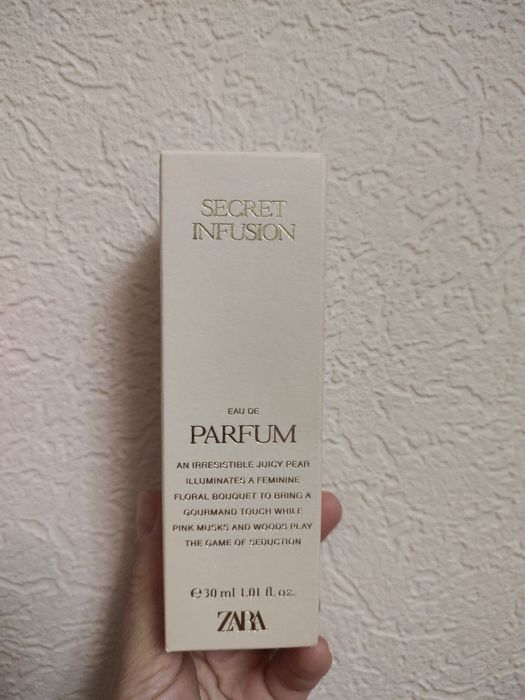 SECRET
INFUSION
EAU DE
PARFUM
AN IRRESISTIBLE JUICY PEAR
ILLUMINATES A FEMININE
FLORAL BOUQUET TO BRING A
GOURMAND TOUCH WHILE
PINK MUSKS AND WOODS PLAY
THE GAME OF SEDUCTION
℮30 ml 1.01 fl. oz.
ZARA